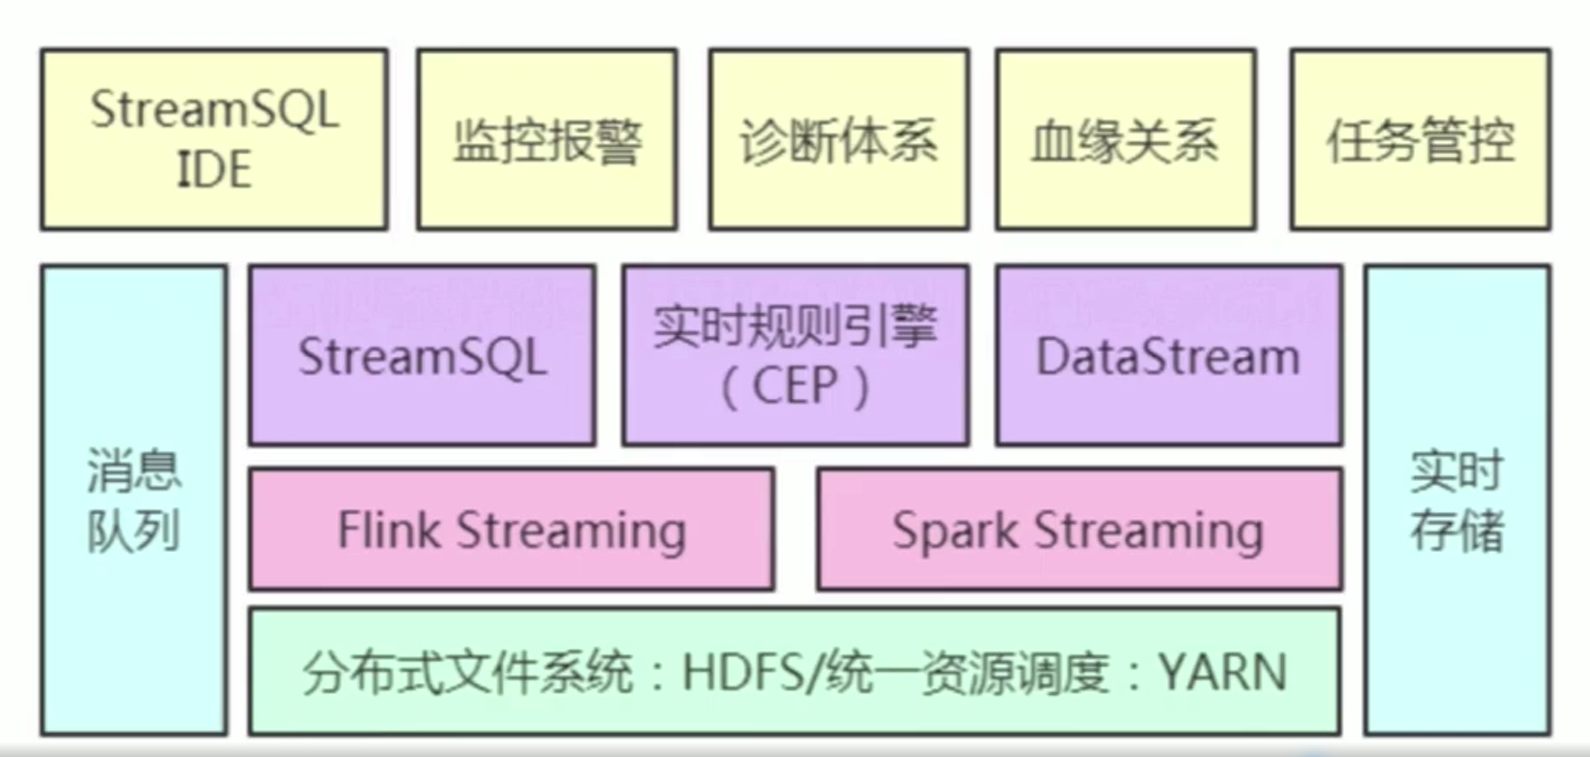 StreamSQL
IDE
监控报警
诊断体系
血缘关系
任务管控
消息
队列
StreamSQL
实时规则引擎
（CEP）
DataStream
Flink Streaming
Spark Streaming
分布式文件系统：HDFS/统一资源调度：YARN
实时
存储